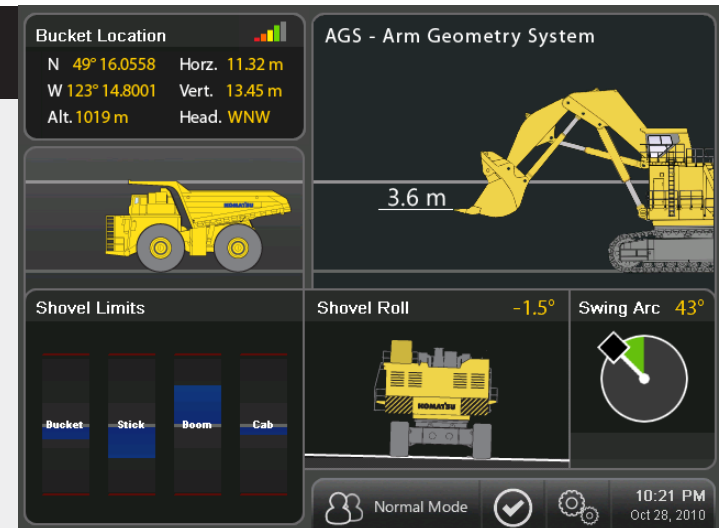 Bucket Location
N 49° 16.0558 Horz. 11.32 m
W 123° 14.8001 Vert. 13.45 m
Alt. 1019 m Head. WNW
AGS - Arm Geometry System
3.6 m
KOMATSU
Shovel Limits
Bucket Stick Boom Cab
Shovel Roll -1.5°
KOMATSU
Swing Arc 43°
Normal Mode
10:21 PM
Oct 28, 2010